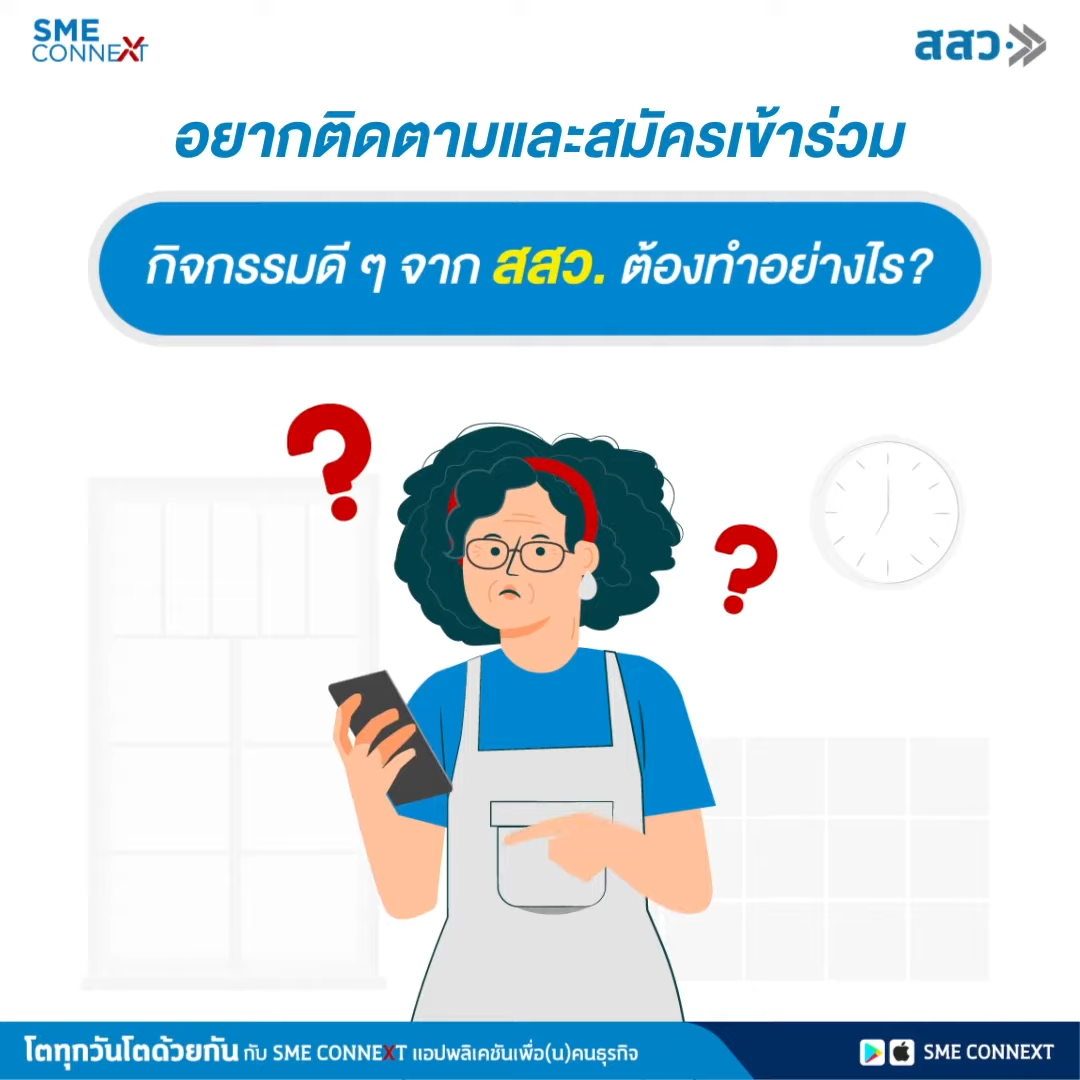 SME
CONNEXT
สสว.
อยากติดตามและสมัครเข้าร่วม
กิจกรรมดี ๆ จาก สสว. ต้องทำอย่างไร?
โตทุกวันโตด้วยกัน กับ SME CONNEXT แอปพลิเคชันเพื่อ(น)คนธุรกิจ
SME CONNEXT